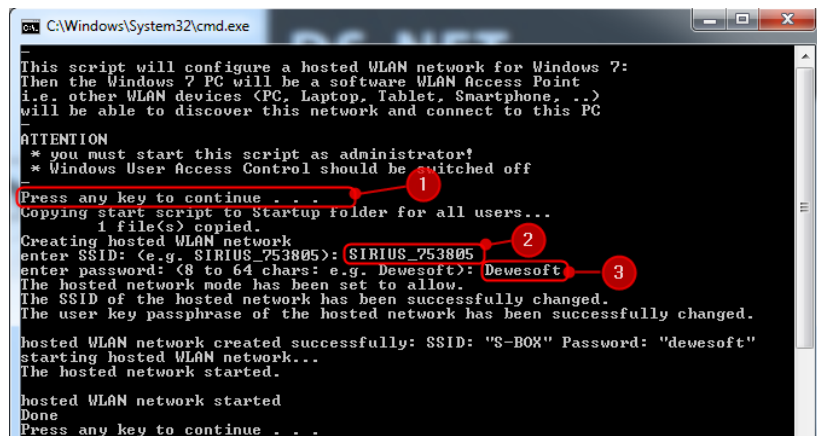 C:\Windows\System32\cmd.exe
-
This script will configure a hosted WLAN network for Windows 7:
Then the Windows 7 PC will be a software WLAN Access Point
i.e. other WLAN devices (PC, Laptop, Tablet, Smartphone, ..)
will be able to discover this network and connect to this PC
-
ATTENTION
* you must start this script as administrator!
* Windows User Access Control should be switched off
-
Press any key to continue . . .
1
Copying start script to Startup folder for all users...
1 file(s) copied.
Creating hosted WLAN network
enter SSID: (e.g. SIRIUS_753805): SIRIUS_753805
2
enter password: (8 to 64 chars: e.g. Dewesoft): Dewesoft
3
The hosted network mode has been set to allow.
The SSID of the hosted network has been successfully changed.
The user key passphrase of the hosted network has been successfully changed.
hosted WLAN network created successfully: SSID: "S-BOX" Password: "dewesoft"
starting hosted WLAN network...
The hosted network started.
hosted WLAN network started
Done
Press any key to continue . . .